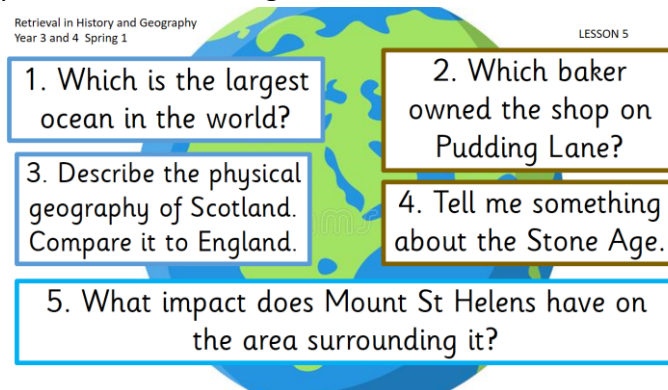 Retrieval in History and Geography
Year 3 and 4 Spring 1
LESSON 5
1. Which is the largest
ocean in the world?
2. Which baker
owned the shop on
Pudding Lane?
3. Describe the physical
geography of Scotland.
Compare it to England.
4. Tell me something
about the Stone Age.
5. What impact does Mount St Helens have on
the area surrounding it?